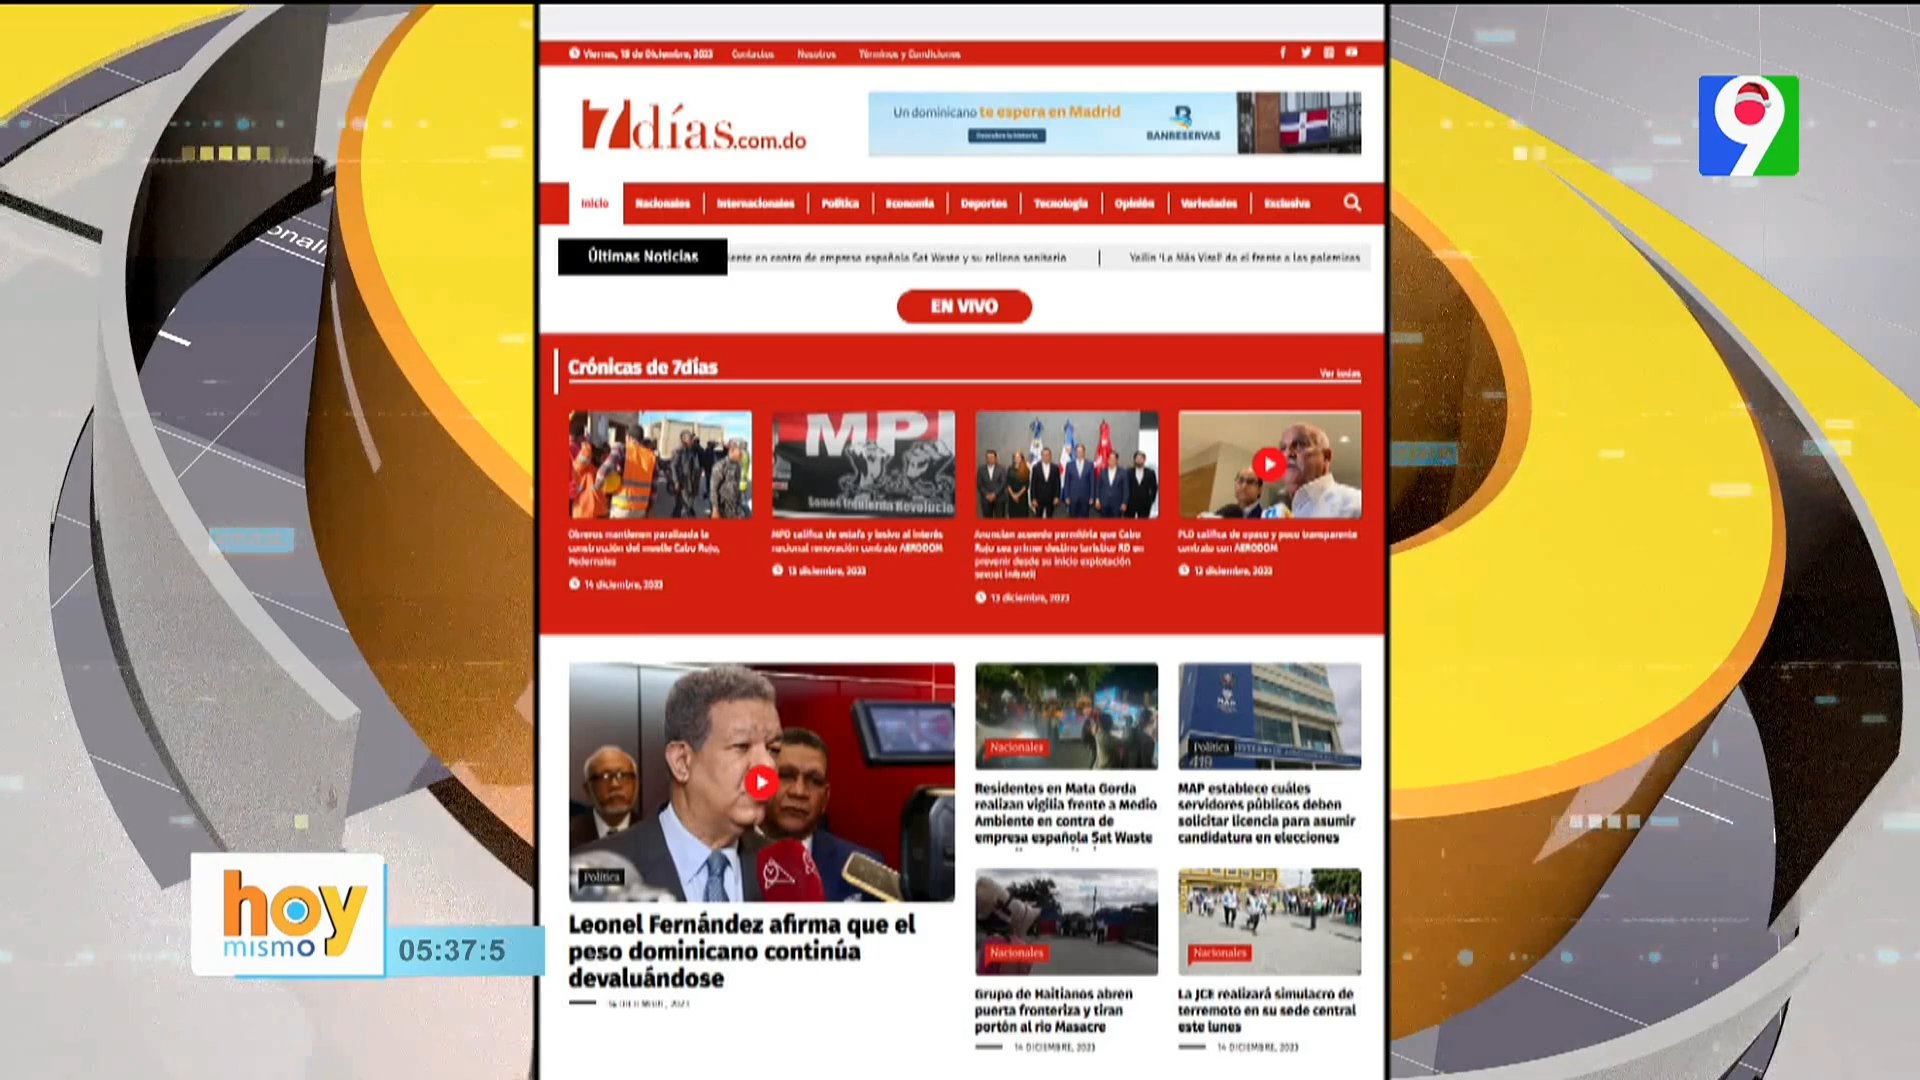 Viernes, 15 de Diciembre, 2023 Contactos Nosotros Términos y Condiciones
7días.com.do
Un dominicano te espera en Madrid
BANRESERVAS
9
Inicio Nacionales Internacionales Política Economía Deportes Tecnología Opinión Variedades Exclusiva
Últimas Noticias
iente en contra de empresa española Sat Waste y su relleno sanitario | Yailin 'La Más Viral' da el frente a las polemicas
EN VIVO
Crónicas de 7días
Ver todas
MPI
Somos Izquierda Revolucio
Obreros mantienen paralizada la
construcción del muelle Cabo Rojo,
Pedernales
14 diciembre, 2023
MPD califica de estafa y lesivo al interés
nacional renovación contrato AERODOM
13 diciembre, 2023
Anuncian acuerdo permitiría que Cabo
Rojo sea primer destino turístico RD en
prevenir desde su inicio explotación
sexual infantil
13 diciembre, 2023
PLD califica de opaco y poco transparente
contrato con AERODOM
12 diciembre, 2023
Política
Leonel Fernández afirma que el
peso dominicano continúa
devaluándose
14 DICIEMBRE, 2023
Nacionales
Residentes en Mata Gorda
realizan vigilia frente a Medio
Ambiente en contra de
empresa española Sat Waste
MAP
Política
MAP establece cuáles
servidores públicos deben
solicitar licencia para asumir
candidatura en elecciones
Nacionales
Grupo de Haitianos abren
puerta fronteriza y tiran
portón al río Masacre
14 DICIEMBRE, 2023
Nacionales
La JCE realizará simulacro de
terremoto en su sede central
este lunes
14 DICIEMBRE, 2023
hoy
mismo
05:37:5